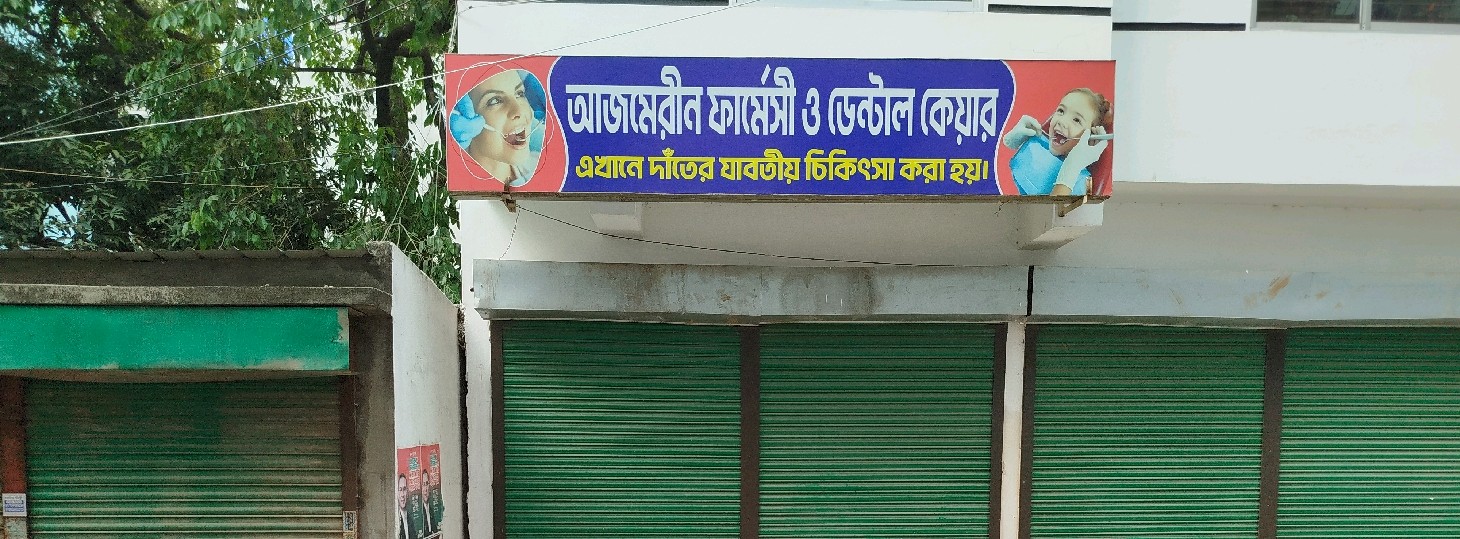 আজমেরীন ফার্মেসী ও ডেন্টাল কেয়ার
এখানে দাঁতের যাবতীয় চিকিৎসা করা হয়।